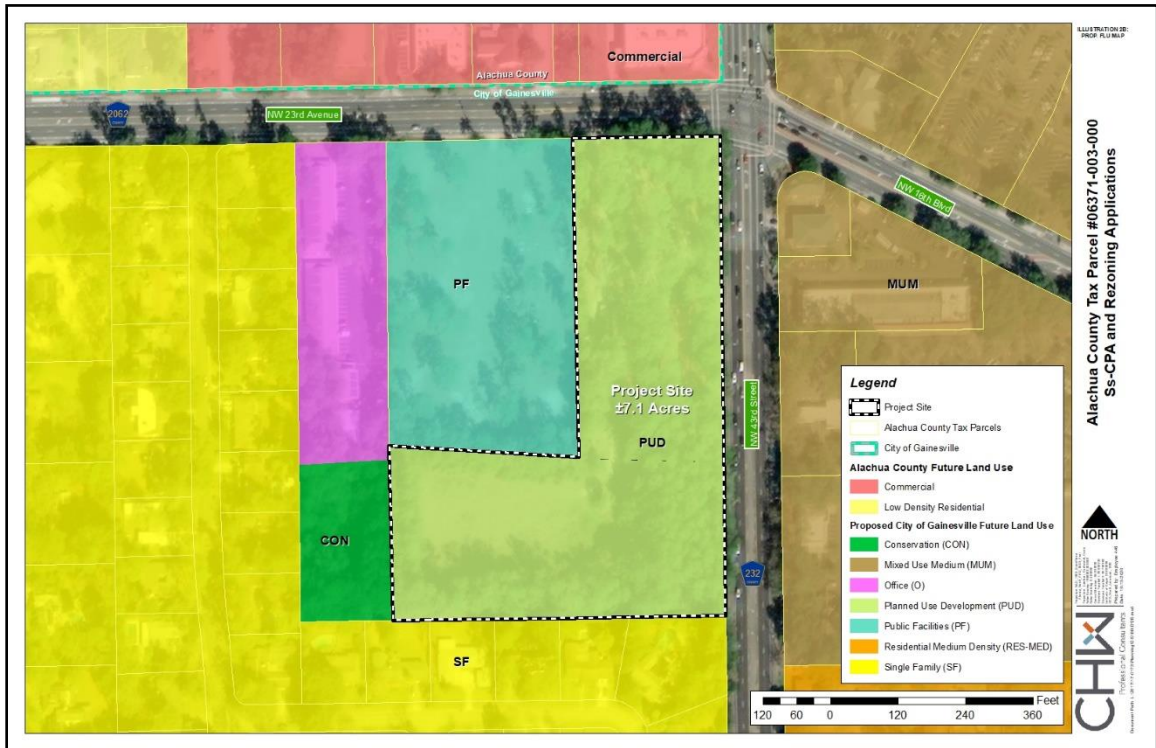 ILLUSTRATION 2B:
PROP. FLU MAP
Commercial
Alachua County
City of Gainesville
2062
NW 23rd Avenue
NW 16th Blvd
PF
MUM
Project Site
±7.1 Acres
PUD
NW 43rd Street
CON
232
SF
Alachua County Tax Parcel #06371-003-000
Ss-CPA and Rezoning Applications
Legend
Project Site
Alachua County Tax Parcels
City of Gainesville
Alachua County Future Land Use
Commercial
Low Density Residential
Proposed City of Gainesville Future Land Use
Conservation (CON)
Mixed Use Medium (MUM)
Office (O)
Planned Use Development (PUD)
Public Facilities (PF)
Residential Medium Density (RES-MED)
Single Family (SF)
Feet
120 60 0 120 240 360
NORTH
CHW
Professional Consultants